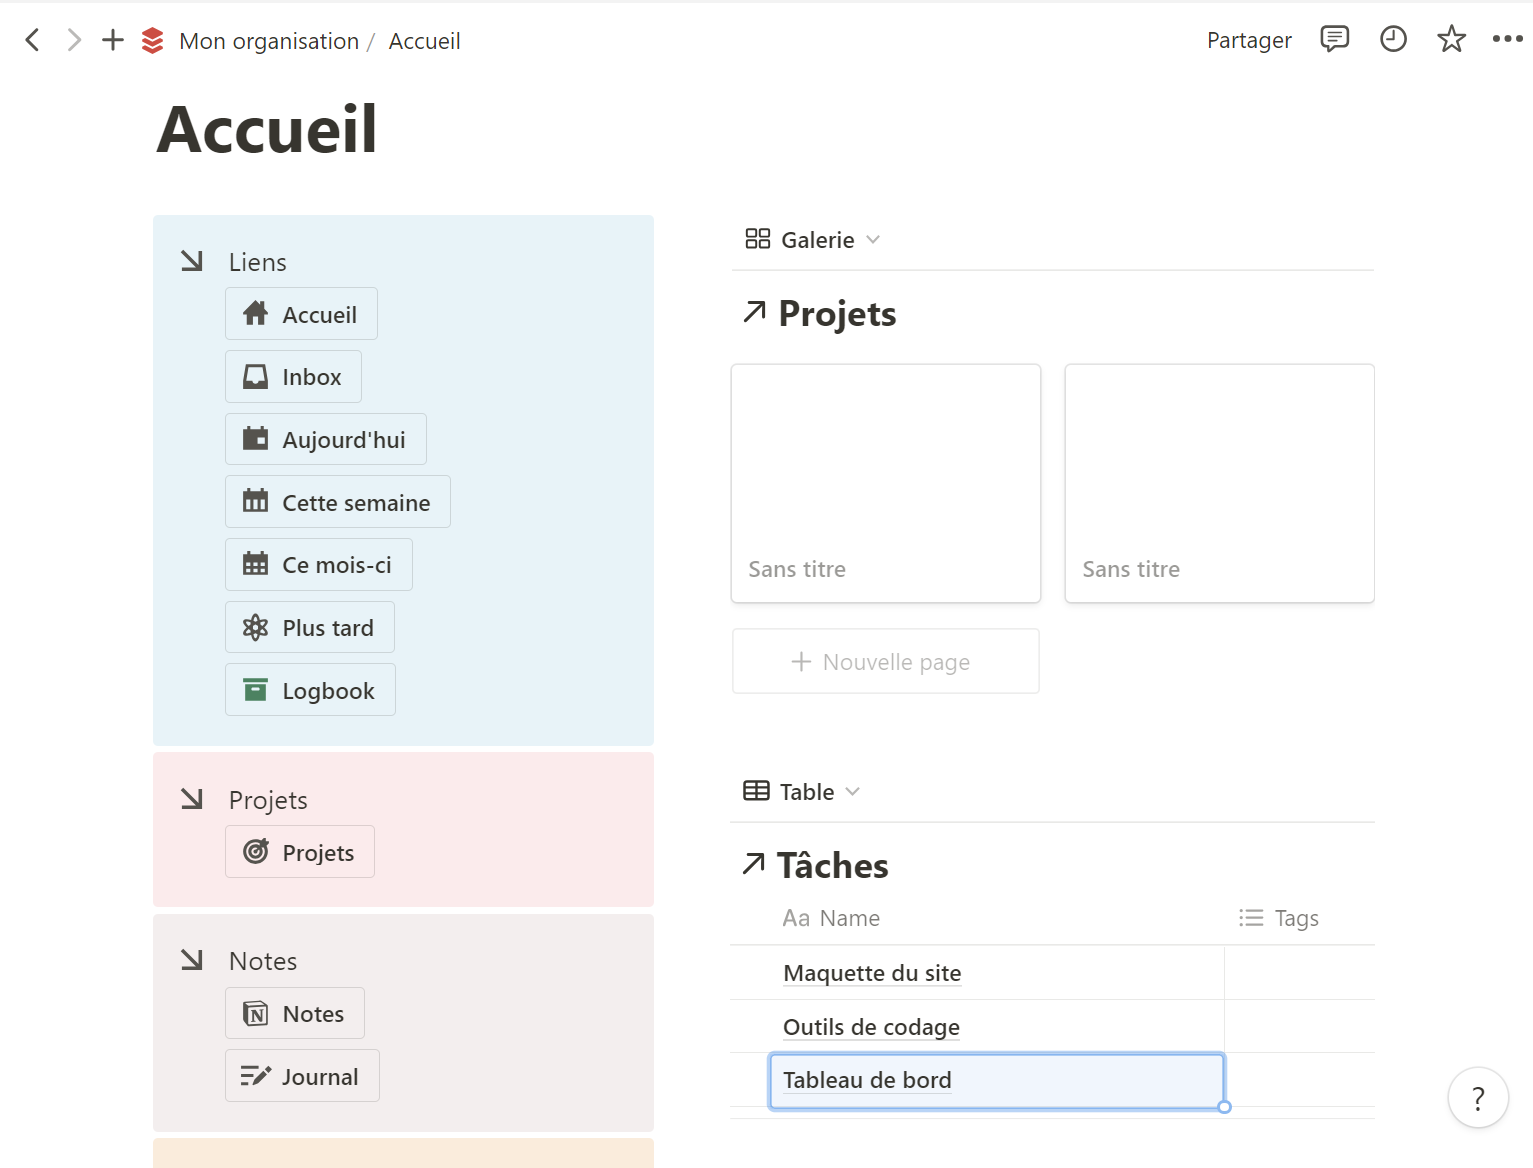 Mon organisation / Accueil
Partager
Accueil
Liens
Accueil
Inbox
Aujourd'hui
Cette semaine
Ce mois-ci
Plus tard
Logbook
Projets
Projets
Notes
Notes
Journal
Galerie
Projets
Sans titre
Sans titre
+ Nouvelle page
Table
Tâches
Aa Name
Tags
Maquette du site
Outils de codage
Tableau de bord
?